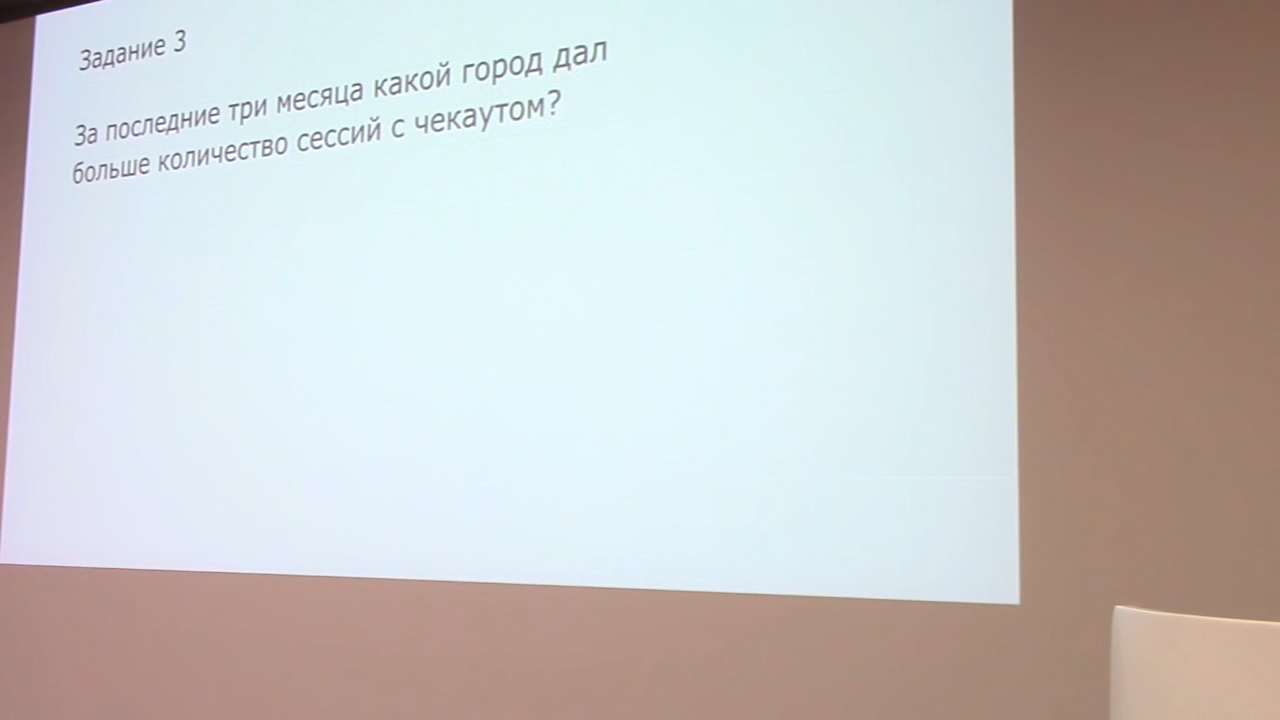 Задание 3
За последние три месяца какой город дал
больше количество сессий с чекаутом?